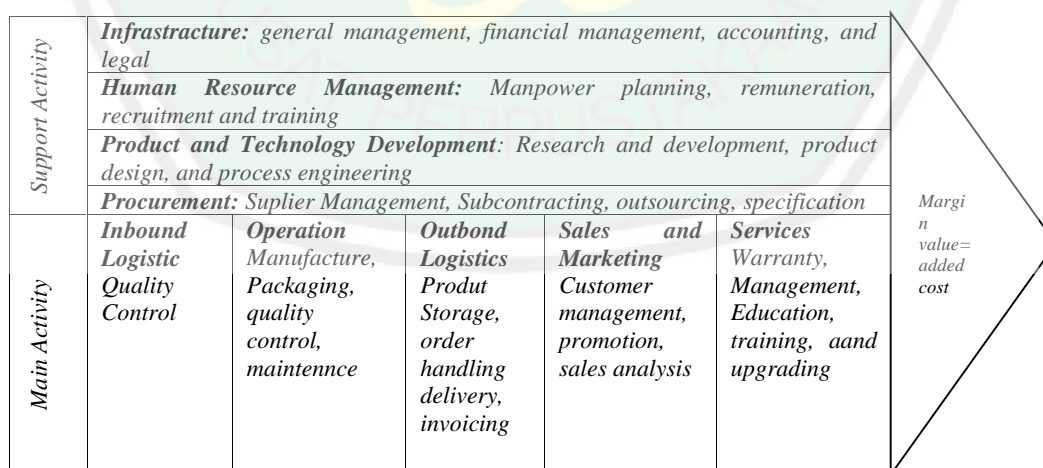 Support Activity
Infrastracture: general management, financial management, accounting, and
legal
Human Resource Management: Manpower planning, remuneration,
recruitment and training
Product and Technology Development: Research and development, product
design, and process engineering
Procurement: Suplier Management, Subcontracting, outsourcing, specification
Main Activity
Inbound
Logistic
Quality
Control
Operation
Manufacture,
Packaging,
quality
control,
maintennce
Outbond
Logistics
Produt
Storage,
order
handling
delivery,
invoicing
Sales and
Marketing
Customer
management,
promotion,
sales analysis
Services
Warranty,
Management,
Education,
training, aand
upgrading
Margi
n
value=
added
cost